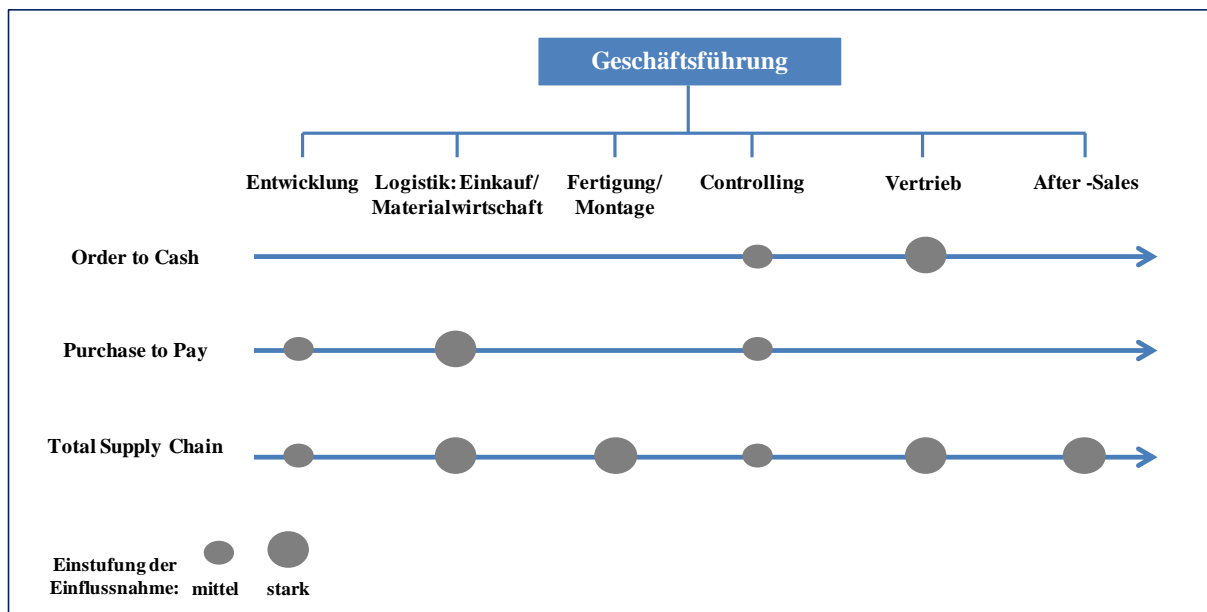 Geschäftsführung
Entwicklung
Logistik: Einkauf/
Materialwirtschaft
Fertigung/
Montage
Controlling
Vertrieb
After -Sales
Order to Cash
Purchase to Pay
Total Supply Chain
Einstufung der
Einflussnahme: mittel stark